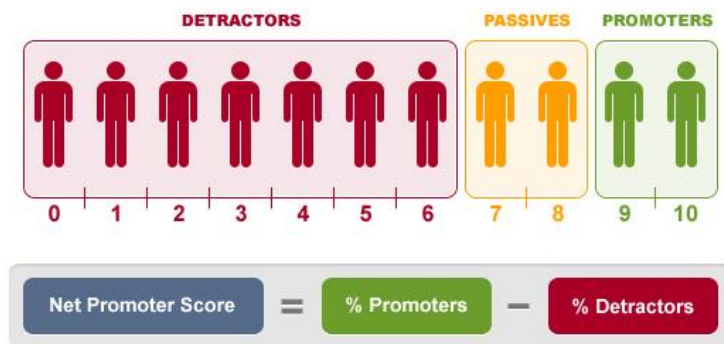 DETRACTORS PASSIVES PROMOTERS
0 1 2 3 4 5 6 7 8 9 10
Net Promoter Score = % Promoters – % Detractors